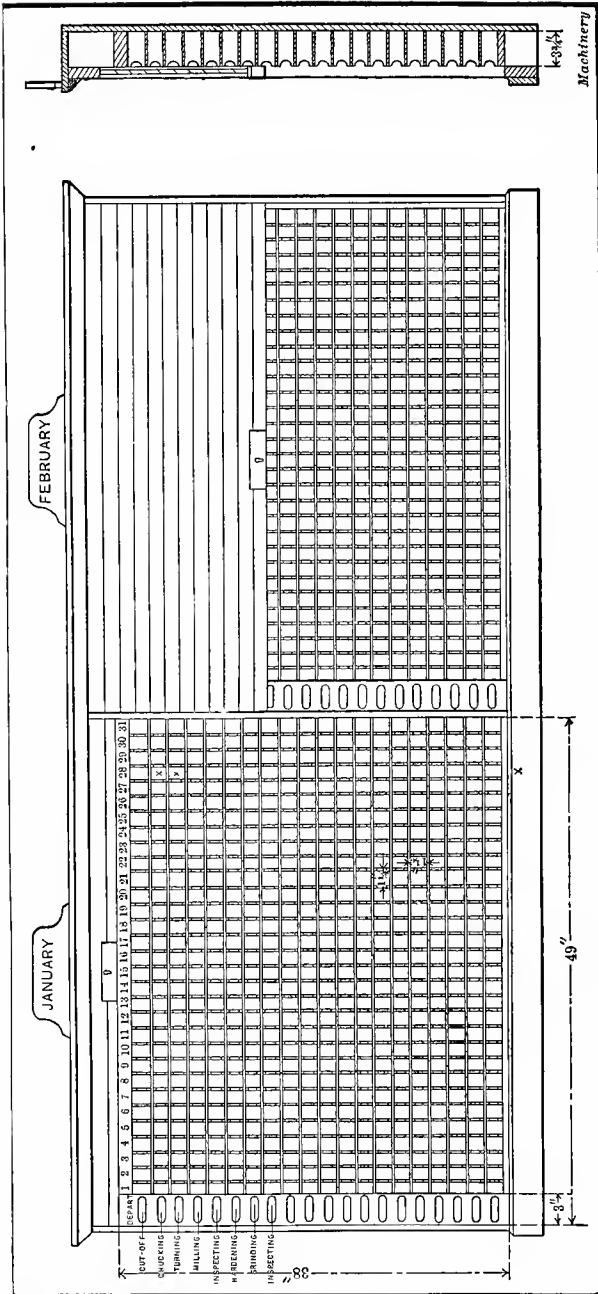 JANUARY
FEBRUARY
DEPART
1 2 3 4 5 6 7 8 9 10 11 12 13 14 15 16 17 18 19 20 21 22 23 24 25 26 27 28 29 30 31
CUT-OFF
CHUCKING
TURNING
MILLING
INSPECTING
HARDENING
GRINDING
INSPECTING
x
x
x
38"
3"
49"
3¾"
Machinery